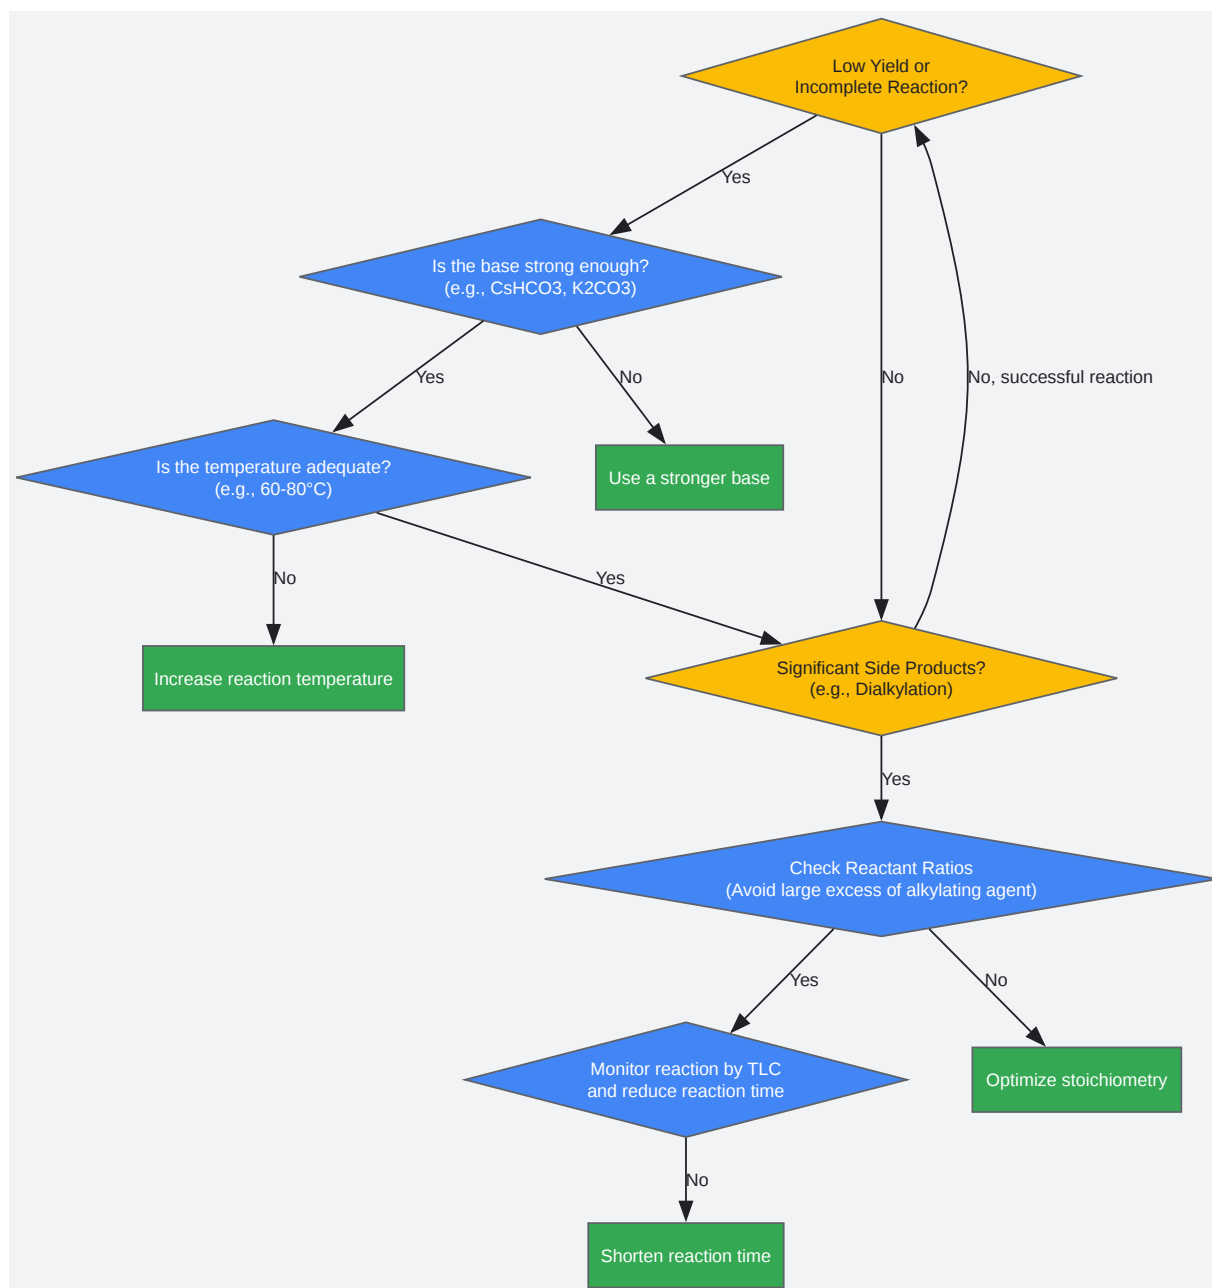 Low Yield or
Incomplete Reaction?
Yes
Is the base strong enough?
(e.g., CsHCO3, K2CO3)
Yes
No
No
No, successful reaction
Is the temperature adequate?
(e.g., 60-80°C)
Use a stronger base
No
Yes
Increase reaction temperature
Significant Side Products?
(e.g., Dialkylation)
Yes
Check Reactant Ratios
(Avoid large excess of alkylating agent)
Yes
No
Monitor reaction by TLC
and reduce reaction time
Optimize stoichiometry
No
Shorten reaction time